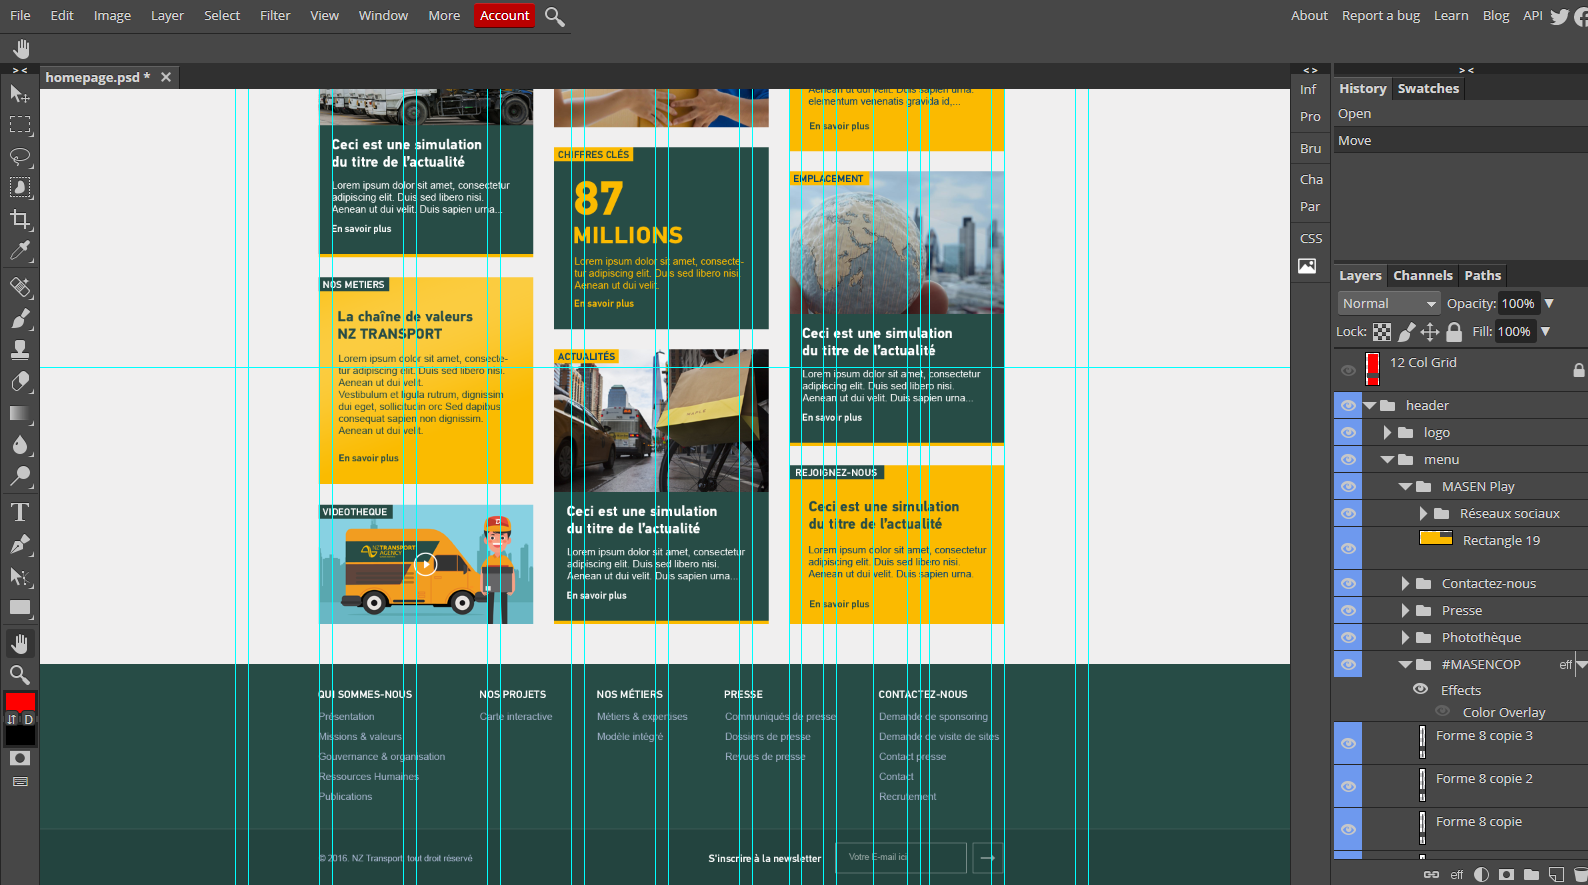 File Edit Image Layer Select Filter View Window More Account
About Report a bug Learn Blog API
homepage.psd *
elementum venenatis gravida id,...
En savoir plus
Ceci est une simulation
du titre de l'actualité
Lorem ipsum dolor sit amet, consectetur
adipiscing elit. Duis sed libero nisi.
Aenean ut dui velit. Duis sapien urna...
En savoir plus
NOS METIERS
La chaîne de valeurs
NZ TRANSPORT
Lorem ipsum dolor sit amet, consecte-
tur adipiscing elit. Duis sed libero nisi.
Aenean ut dui velit.
Vestibulum et ligula rutrum, dignissim
dui eget, sollicitudin orc Sed dapibus
consequat sapien non dignissim.
Aenean ut dui velit.
En savoir plus
VIDEOTHEQUE
NZTRANSPORT
AGENCY
CHIFFRES CLÉS
87
MILLIONS
Lorem ipsum dolor sit amet, consecte-
tur adipiscing elit. Duis sed libero nisi.
Aenean ut dui velit.
En savoir plus
ACTUALITÉS
Ceci est une simulation
du titre de l'actualité
Lorem ipsum dolor sit amet, consectetur
adipiscing elit. Duis sed libero nisi.
Aenean ut dui velit. Duis sapien urna...
En savoir plus
EMPLACEMENT
Ceci est une simulation
du titre de l'actualité
Lorem ipsum dolor sit amet, consectetur
adipiscing elit. Duis sed libero nisi.
Aenean ut dui velit. Duis sapien urna...
En savoir plus
REJOIGNEZ-NOUS
Ceci est une simulation
du titre de l'actualité
Lorem ipsum dolor sit amet, consectetur
adipiscing elit. Duis sed libero nisi.
Aenean ut dui velit. Duis sapien urna.
En savoir plus
QUI SOMMES-NOUS
Présentation
Missions & valeurs
Gouvernance & organisation
Ressources Humaines
Publications
NOS PROJETS
Carte interactive
NOS MÉTIERS
Métiers & expertises
Modèle intégré
PRESSE
Communiqués de presse
Dossiers de presse
Revues de presse
CONTACTEZ-NOUS
Demande de sponsoring
Demande de visite de sites
Contact presse
Contact
Recrutement
© 2016. NZ Transport, tout droit réservé
S'inscrire à la newsletter
Votre E-mail ici
D
Inf
Pro
Bru
Cha
Par
CSS
History Swatches
Open
Move
Layers Channels Paths
Normal Opacity: 100%
Lock: Fill: 100%
12 Col Grid
header
logo
menu
MASEN Play
Réseaux sociaux
Rectangle 19
Contactez-nous
Presse
Photothèque
#MASENCOP eff
Effects
Color Overlay
Forme 8 copie 3
Forme 8 copie 2
Forme 8 copie
eff